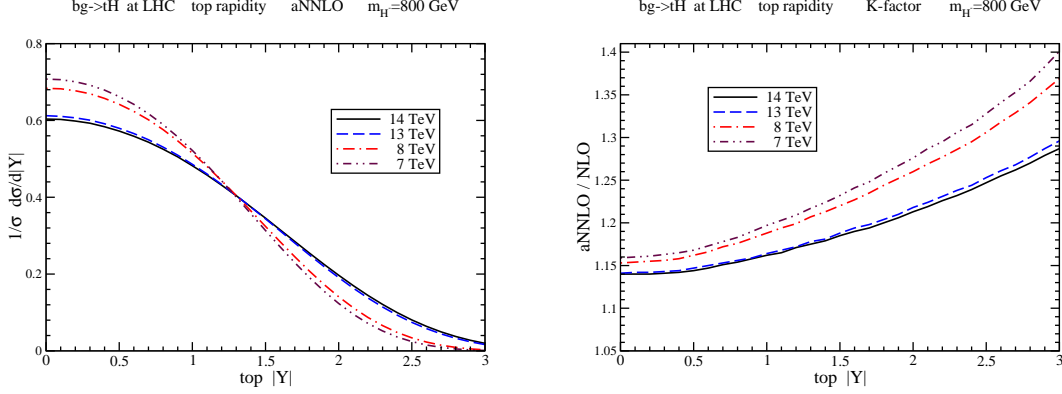 bg->tH at LHC top rapidity aNNLO m_H=800 GeV
1/σ dσ/d|Y|
0.8
0.6
0.4
0.2
0
14 TeV
13 TeV
8 TeV
7 TeV
0 0.5 1 1.5 2 2.5 3
top |Y|
bg->tH at LHC top rapidity K-factor m_H=800 GeV
aNNLO / NLO
1.4
1.35
1.3
1.25
1.2
1.15
1.1
1.05
14 TeV
13 TeV
8 TeV
7 TeV
0 0.5 1 1.5 2 2.5 3
top |Y|